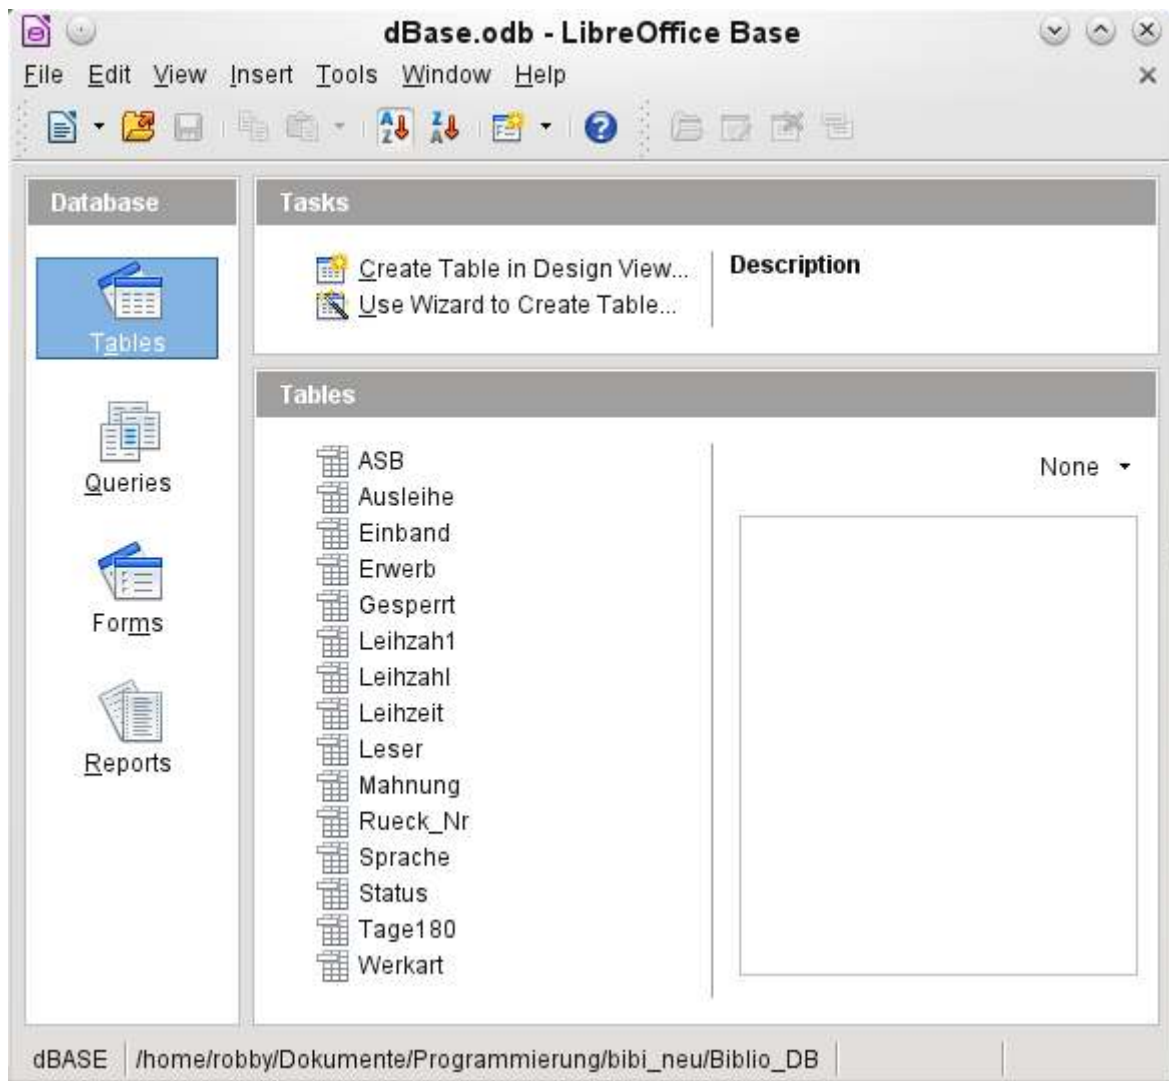 dBase.odb - LibreOffice Base
File Edit View Insert Tools Window Help
Database
Tables
Queries
Forms
Reports
Tasks
Create Table in Design View...
Use Wizard to Create Table...
Description
Tables
ASB
Ausleihe
Einband
Erwerb
Gesperrt
Leihzah1
Leihzahl
Leihzeit
Leser
Mahnung
Rueck_Nr
Sprache
Status
Tage180
Werkart
None
dBASE /home/robby/Dokumente/Programmierung/bibi_neu/Biblio_DB